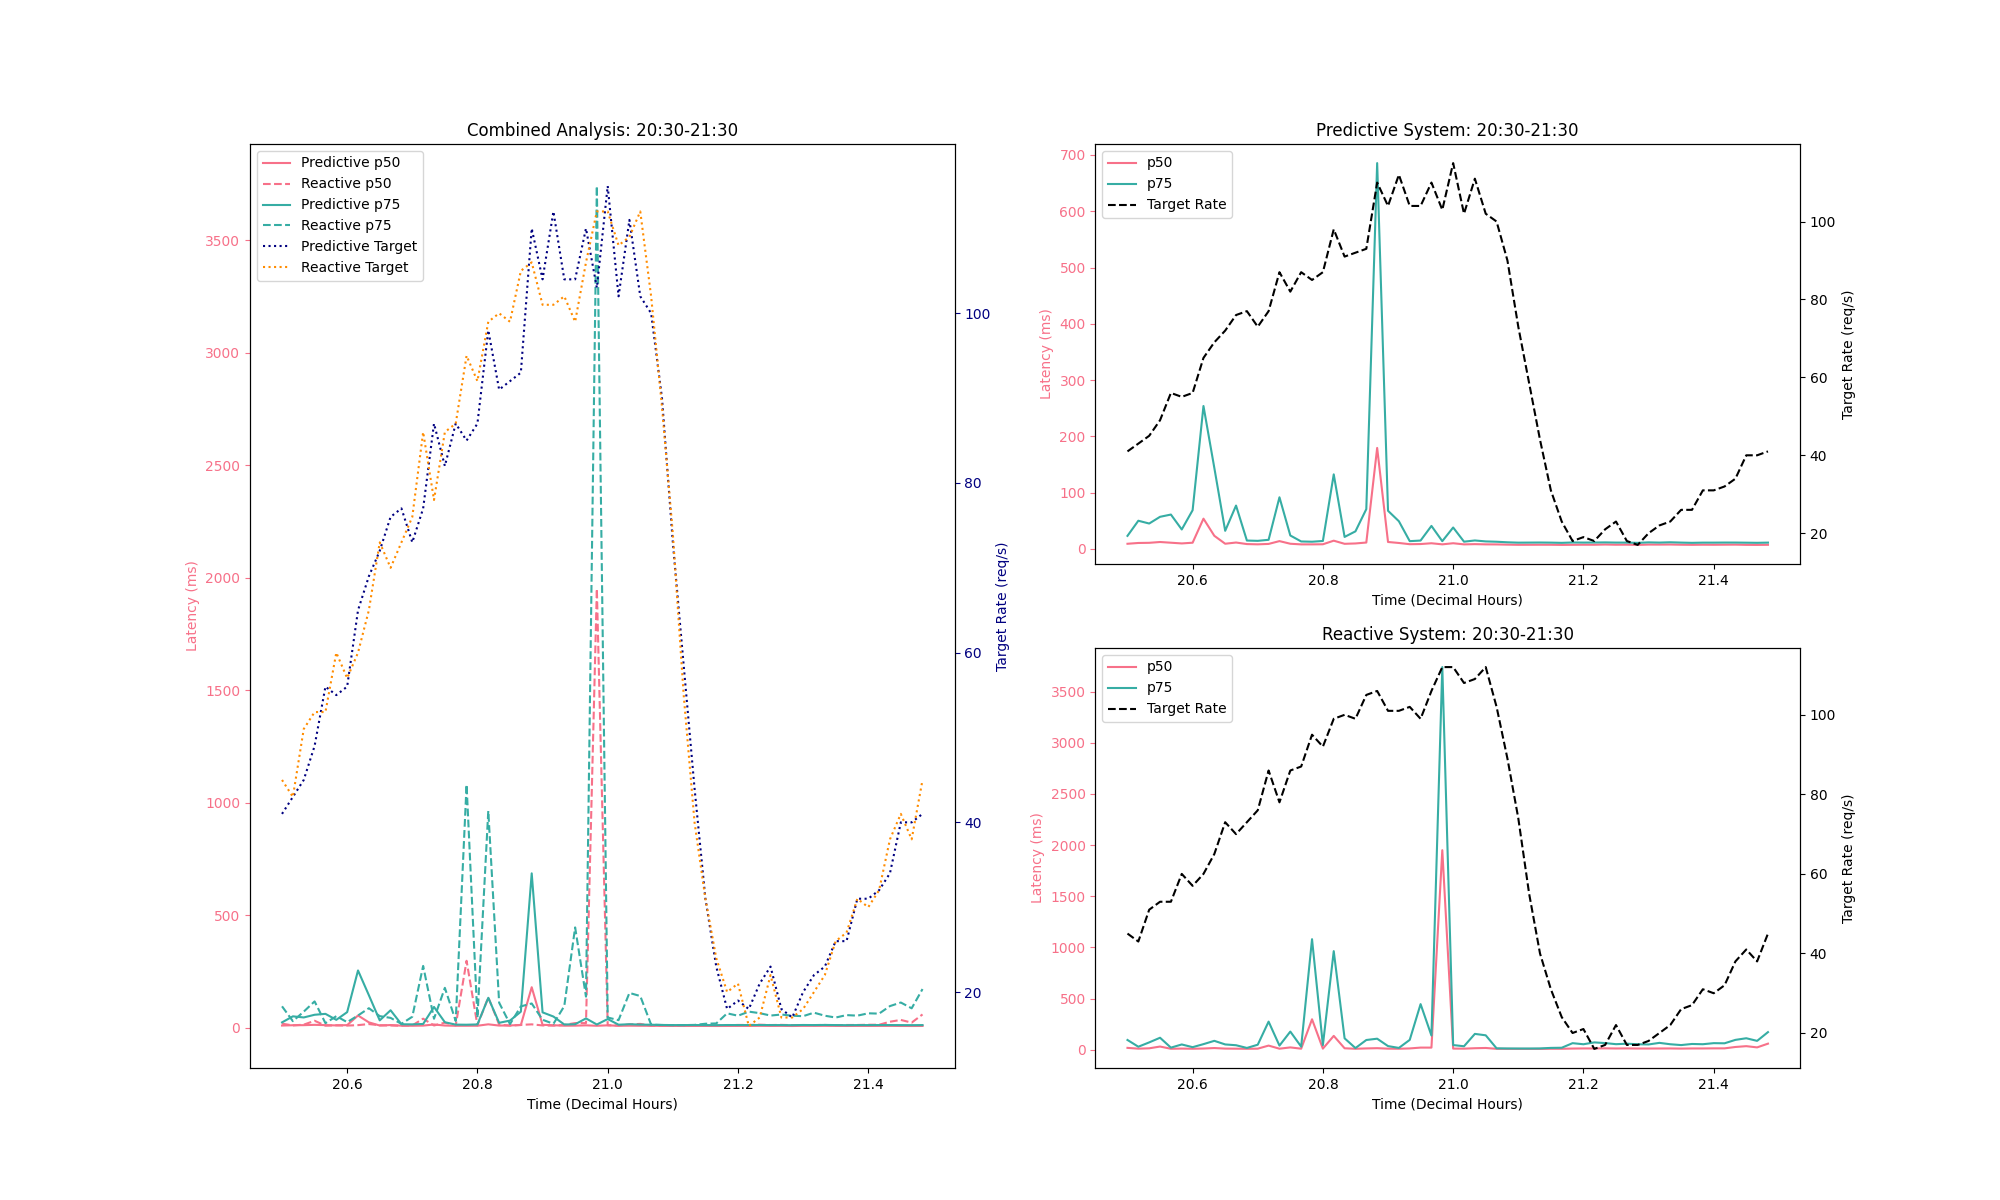 Combined Analysis: 20:30-21:30
Predictive p50
Reactive p50
Predictive p75
Reactive p75
Predictive Target
Reactive Target
Latency (ms)
3500
3000
2500
2000
1500
1000
500
0
100
80
60
40
20
Target Rate (req/s)
20.6 20.8 21.0 21.2 21.4
Time (Decimal Hours)
Predictive System: 20:30-21:30
p50
p75
Target Rate
Latency (ms)
700
600
500
400
300
200
100
0
100
80
60
40
20
Target Rate (req/s)
20.6 20.8 21.0 21.2 21.4
Time (Decimal Hours)
Reactive System: 20:30-21:30
p50
p75
Target Rate
Latency (ms)
3500
3000
2500
2000
1500
1000
500
0
100
80
60
40
20
Target Rate (req/s)
20.6 20.8 21.0 21.2 21.4
Time (Decimal Hours)